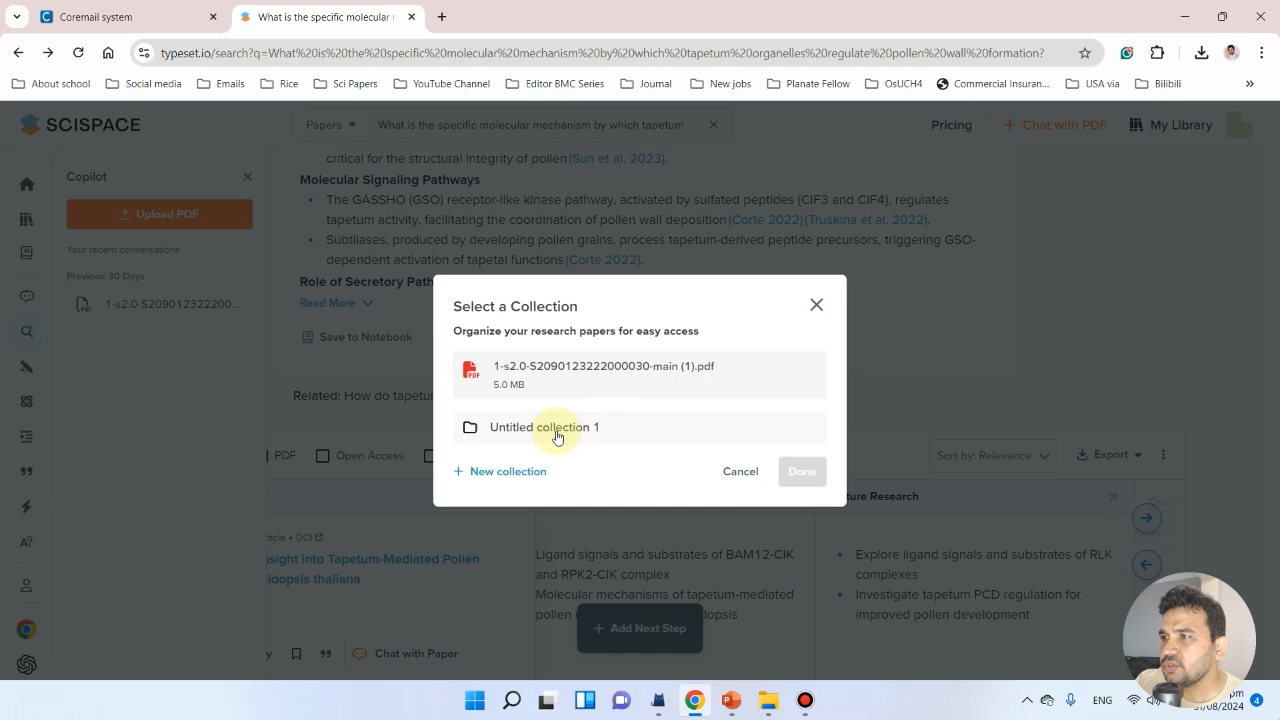 Coremail system
What is the specific molecular m
typeset.io/search?q=What%20is%20the%20specific%20molecular%20mechanism%20by%20which%20tapetum%20organelles%20regulate%20pollen%20wall%20formation?
About school
Social media
Emails
Rice
Sci Papers
YouTube Channel
Editor BMC Series
Journal
New jobs
Planate Fellow
OsUCH4
Commercial Insuran...
USA via
Bilibili
SCISPACE
Papers
What is the specific molecular mechanism by which tapetum
Pricing
Chat with PDF
My Library
Copilot
Upload PDF
Your recent conversations
Previous 30 Days
1-s2.0-S209012322200...
critical for the structural integrity of pollen (Sun et al. 2023).
Molecular Signaling Pathways
The GASSHO (GSO) receptor-like kinase pathway, activated by sulfated peptides (CIF3 and CIF4), regulates
tapetum activity, facilitating the coordination of pollen wall deposition (Corte 2022) (Truskina et al. 2022).
Subtilases, produced by developing pollen grains, process tapetum-derived peptide precursors, triggering GSO-
dependent activation of tapetal functions (Corte 2022).
Role of Secretory Path
Read More
Save to Notebook
Related: How do tapetu
Select a Collection
Organize your research papers for easy access
1-s2.0-S2090123222000030-main (1).pdf
5.0 MB
Untitled collection 1
+ New collection
Cancel
Done
PDF
Open Access
Sort by: Relevance
Export
ture Research
ticle • DOI
sight into Tapetum-Mediated Pollen
bidopsis thaliana
Ligand signals and substrates of BAM12-CIK
and RPK2-CIK complex
Molecular mechanisms of tapetum-mediated
pollen
opsis
Explore ligand signals and substrates of RLK
complexes
Investigate tapetum PCD regulation for
improved pollen development
+ Add Next Step
Chat with Paper
ENG
pm
31/08/2024
4